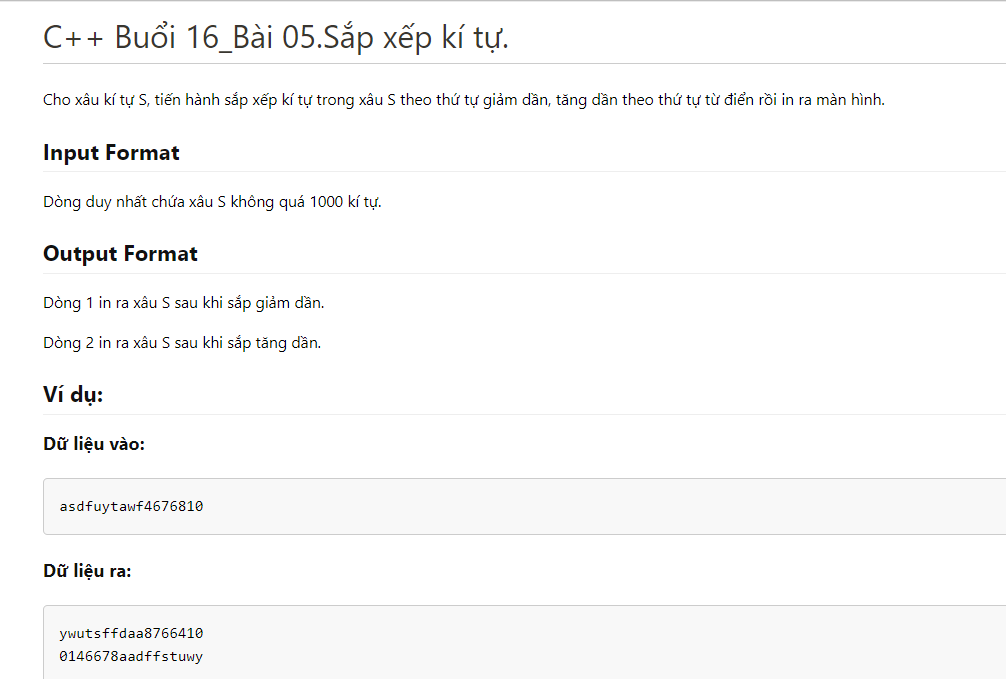 C++ Buổi 16_Bài 05.Sắp xếp kí tự.
Cho xâu kí tự S, tiến hành sắp xếp kí tự trong xâu S theo thứ tự giảm dần, tăng dần theo thứ tự từ điển rồi in ra màn hình.
Input Format
Dòng duy nhất chứa xâu S không quá 1000 kí tự.
Output Format
Dòng 1 in ra xâu S sau khi sắp giảm dần.
Dòng 2 in ra xâu S sau khi sắp tăng dần.
Ví dụ:
Dữ liệu vào:
asdfuytawf4676810
Dữ liệu ra:
ywutsffdaa8766410
0146678aadffstuwy